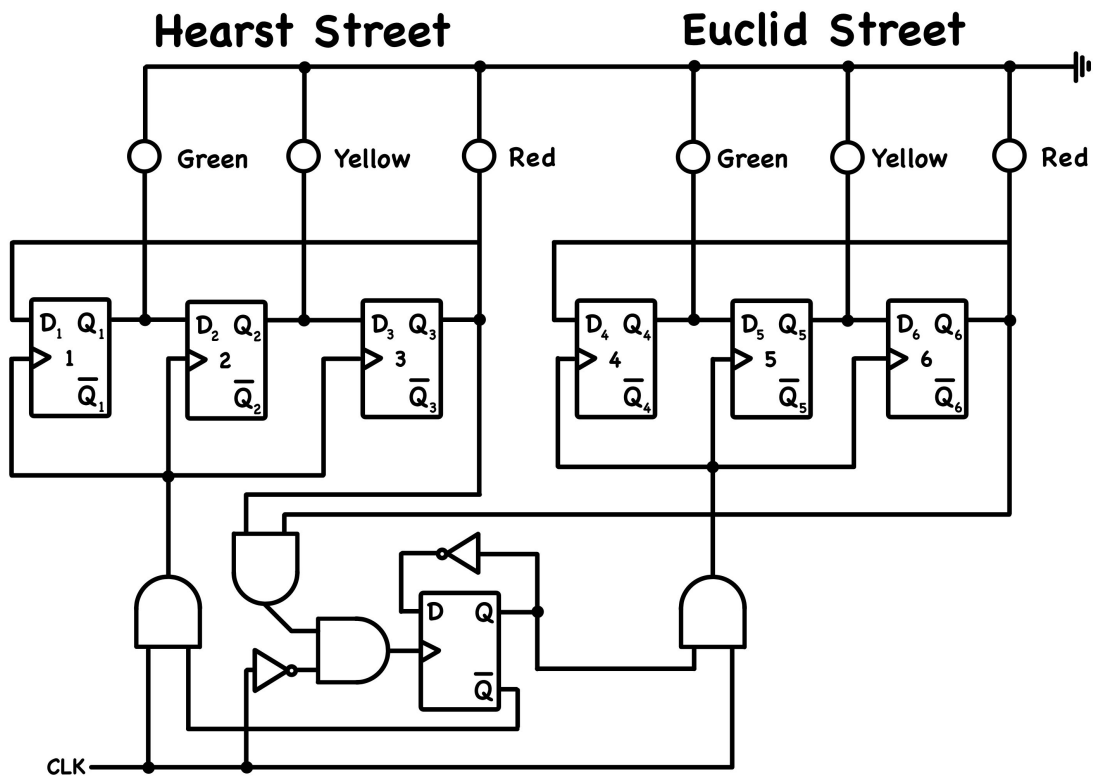 Hearst Street Euclid Street
Green Yellow Red Green Yellow Red
D₁ Q₁ D₂ Q₂ D₃ Q₃ D₄ Q₄ D₅ Q₅ D₆ Q₆
1 2 3 4 5 6
Q̅₁ Q̅₂ Q̅₃ Q̅₄ Q̅₅ Q̅₆
D Q
Q̅
CLK